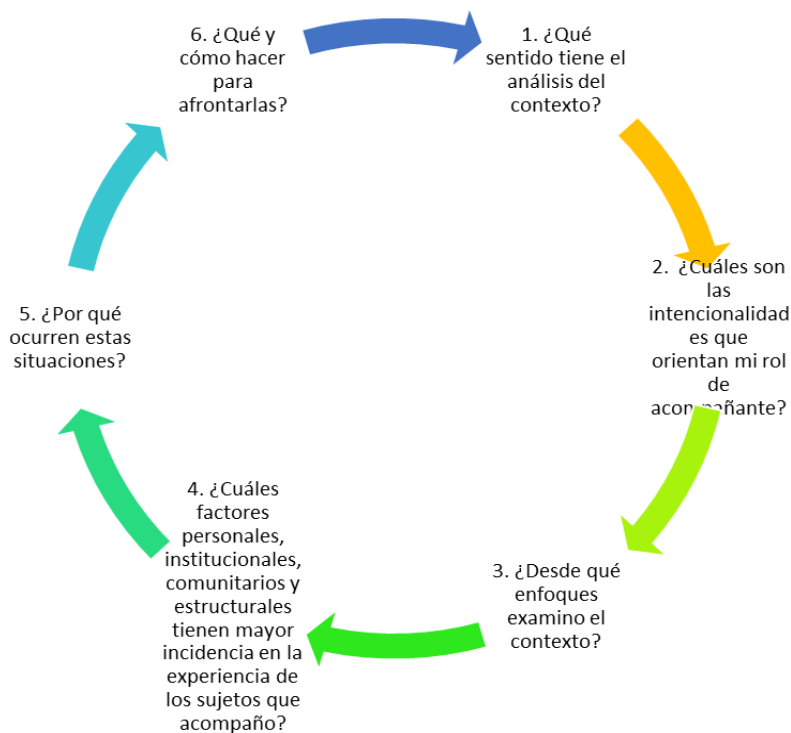 1. ¿Qué
sentido tiene el
análisis del
contexto?
2. ¿Cuáles son
las
intencionalidad
es que
orientan mi rol
de
acompañante?
3. ¿Desde qué
enfoques
examino el
contexto?
4. ¿Cuáles
factores
personales,
institucionales,
comunitarios y
estructurales
tienen mayor
incidencia en la
experiencia de
los sujetos que
acompaño?
5. ¿Por qué
ocurren estas
situaciones?
6. ¿Qué y
cómo hacer
para
afrontarlas?